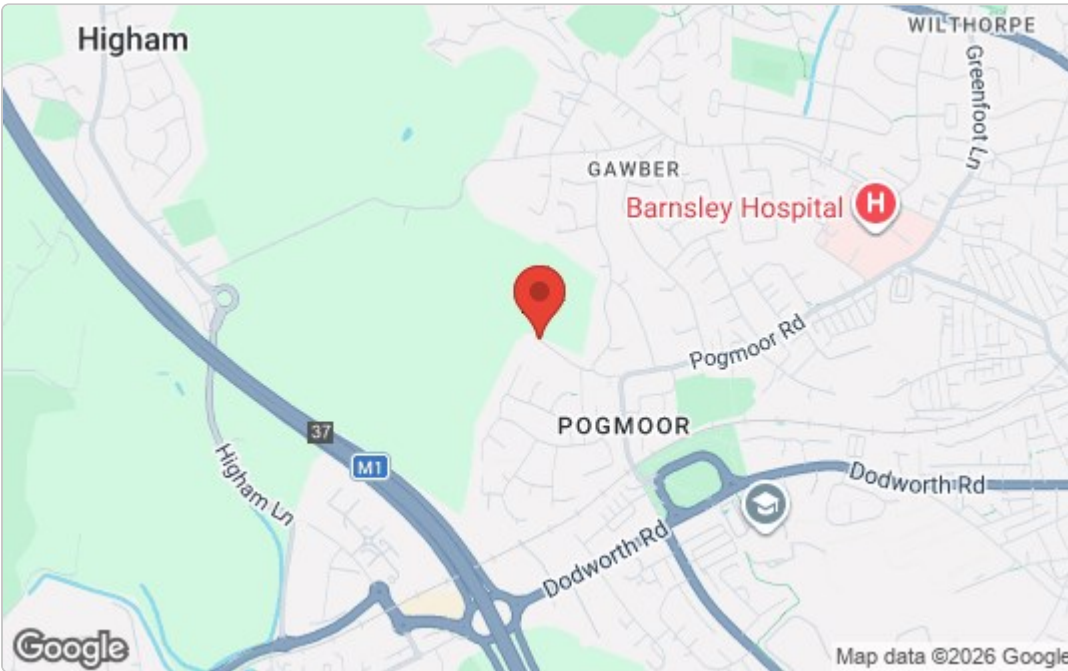 Higham
WILTHORPE
Greenfoot Ln
GAWBER
Barnsley Hospital
H
Pogmoor Rd
POGMOOR
37
M1
Higham Ln
Dodworth Rd
Dodworth Rd
Google
Map data ©2026 Google